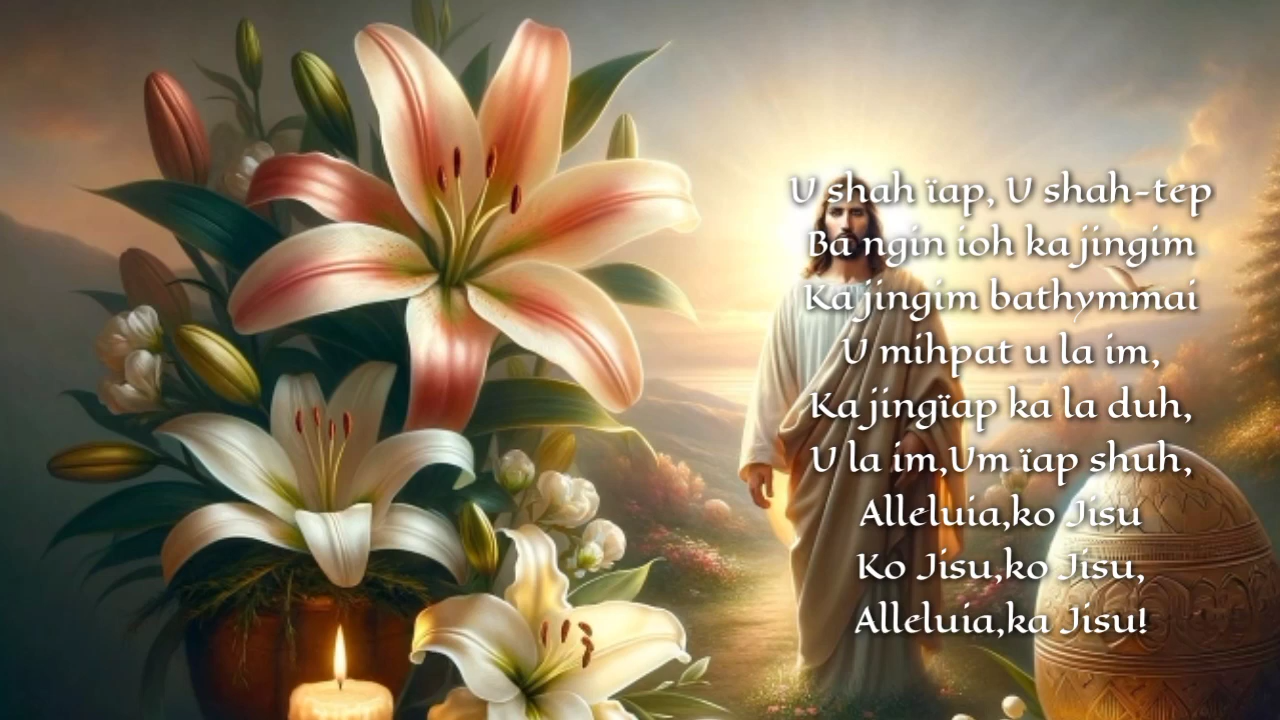 U shah ïap, U shah-tep
Ba ngin ioh ka jingim
Ka jingim bathymmai
U mihpat u la im,
Ka jingïap ka la duh,
U la im,Um ïap shuh,
Alleluia,ko Jisu
Ko Jisu,ko Jisu,
Alleluia,ka Jisu!